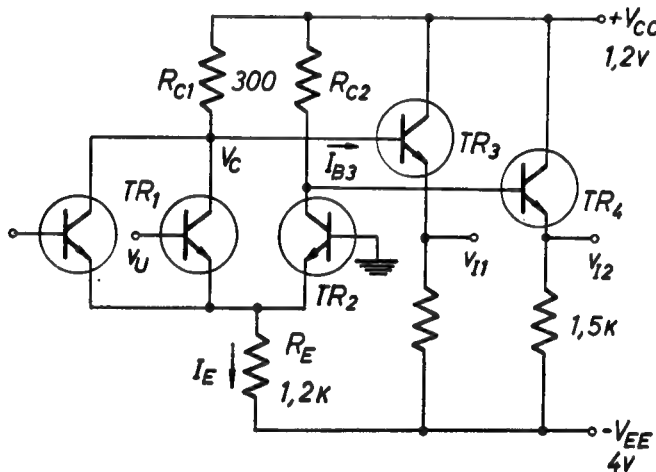 +VCC
1,2V
RC1
300
RC2
VC
IB3
TR3
TR1
TR4
VU
TR2
VI1
VI2
IE
RE
1,2K
1,5K
-VEE
4V